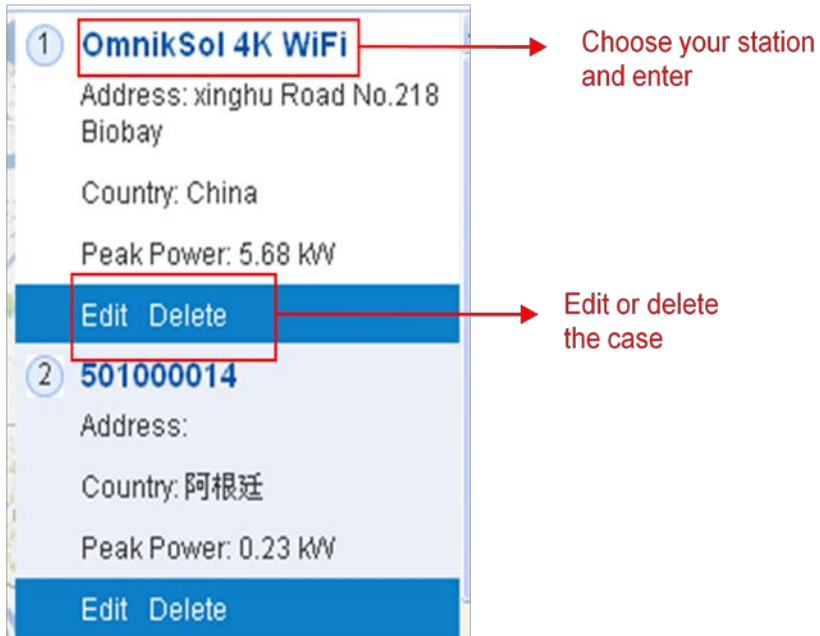 1 OmnikSol 4K WiFi
Choose your station
and enter
Address: xinghu Road No.218
Biobay
Country: China
Peak Power: 5.68 kW
Edit Delete
Edit or delete
the case
2 501000014
Address:
Country: 阿根廷
Peak Power: 0.23 kW
Edit Delete